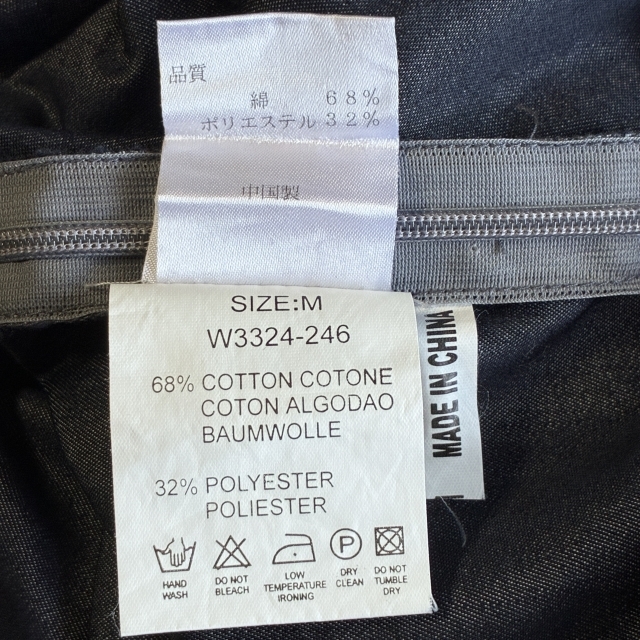 品質
綿 68%
ポリエステル 32%
中国製
SIZE:M
W3324-246
68% COTTON COTONE
COTON ALGODAO
BAUMWOLLE
32% POLYESTER
POLIESTER
HAND
WASH
DO NOT
BLEACH
LOW
TEMPERATURE
IRONING
P
DRY
CLEAN
DO NOT
TUMBLE
DRY
MADE IN CHINA